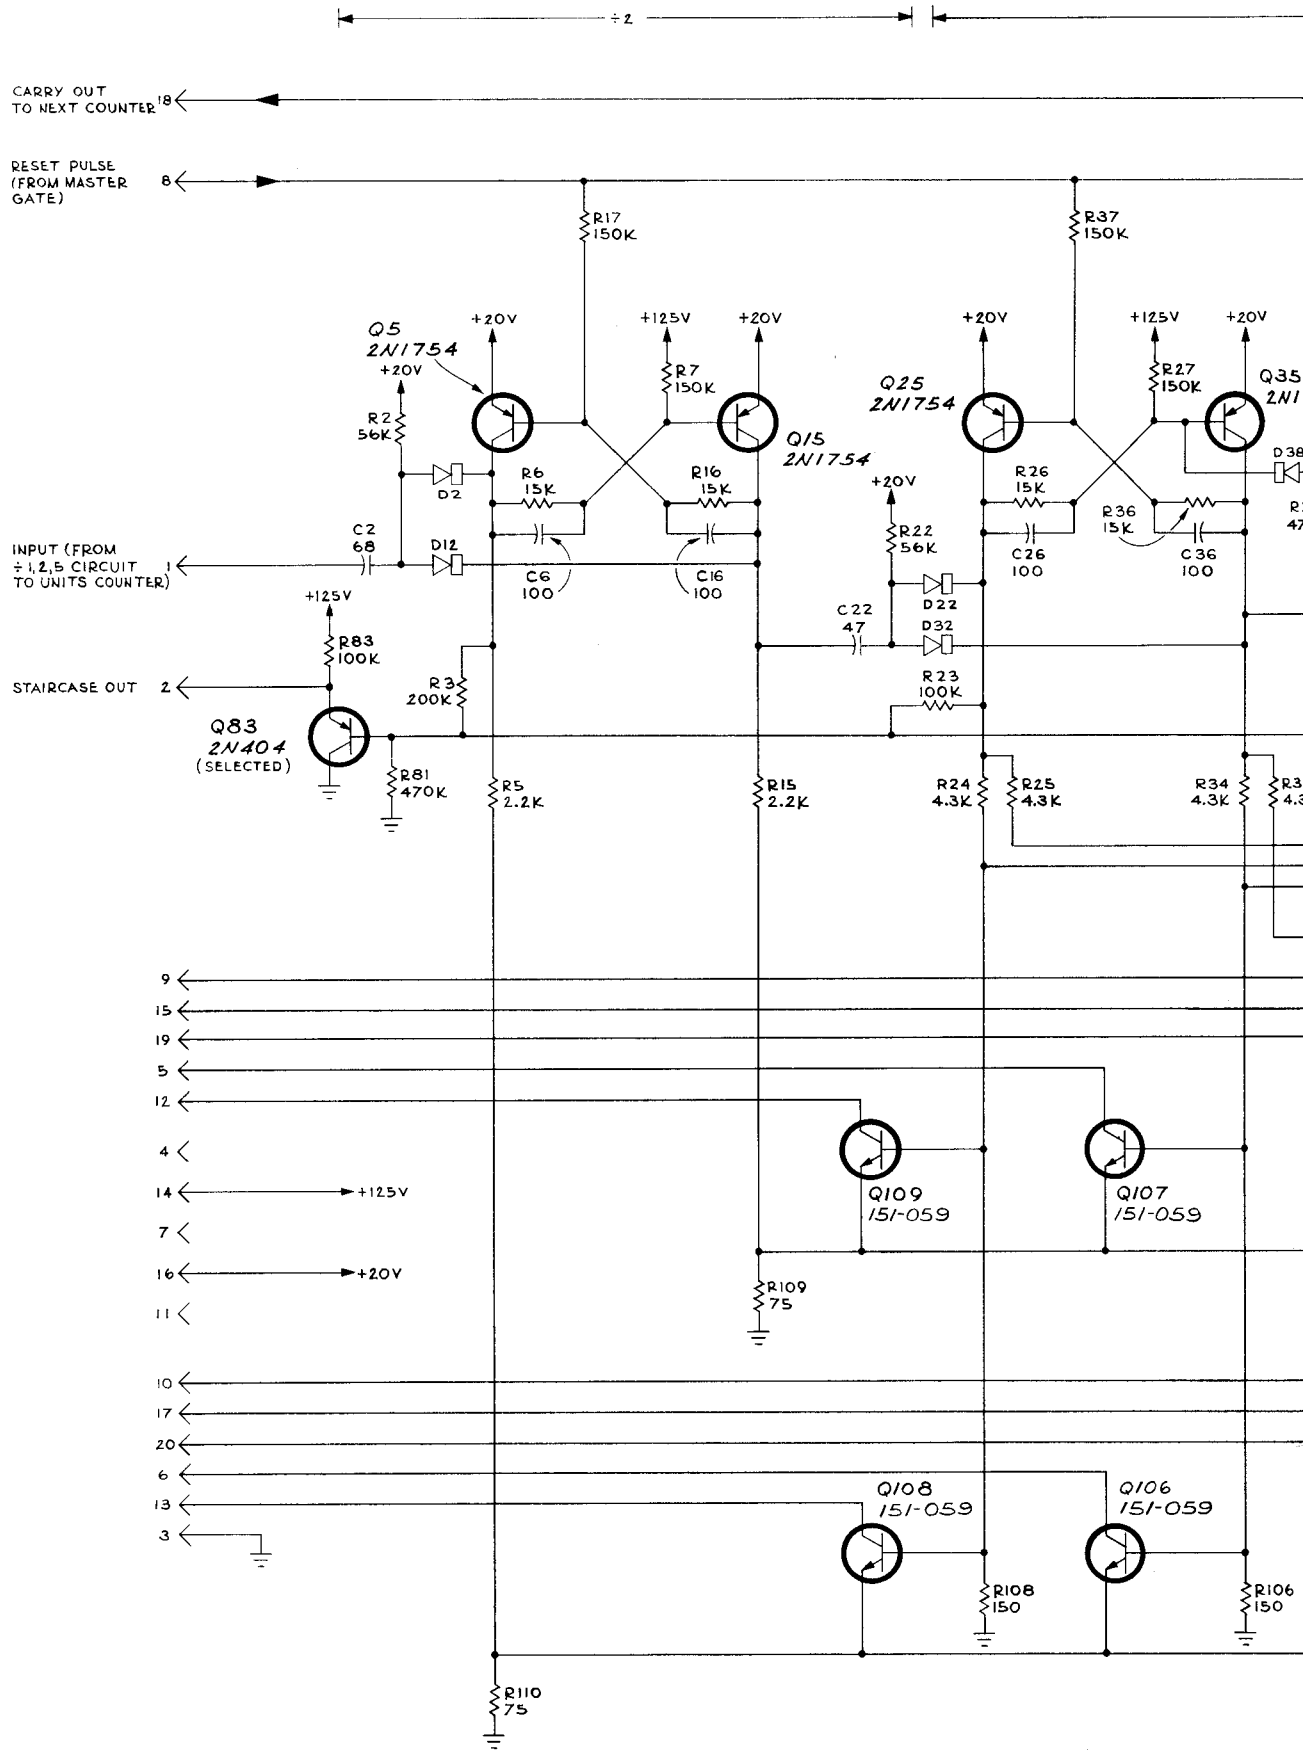 ÷2
CARRY OUT
TO NEXT COUNTER 18
RESET PULSE
(FROM MASTER 8
GATE)
R17
150K
R37
150K
Q5
2N1754
+20V
+20V
+125V
+20V
+20V
+125V
+20V
R2
56K
R7
150K
Q25
2N1754
R27
150K
Q35
2N1
Q15
2N1754
D2
R6
15K
R16
15K
+20V
R26
15K
R36
15K
D38
C2
68
D12
R22
56K
47
INPUT (FROM
÷1,2,5 CIRCUIT 1
TO UNITS COUNTER)
C6
100
C16
100
C26
100
C36
100
+125V
D22
C22
47
D32
R83
100K
STAIRCASE OUT 2
R3
200K
R23
100K
Q83
2N404
(SELECTED)
R81
470K
R5
2.2K
R15
2.2K
R24
4.3K
R25
4.3K
R34
4.3K
R3
4.3
9
15
19
5
12
4
14 +125V
7
16 +20V
11
Q109
151-059
Q107
151-059
R109
75
10
17
20
6
13
3
Q108
151-059
Q106
151-059
R108
150
R106
150
R110
75